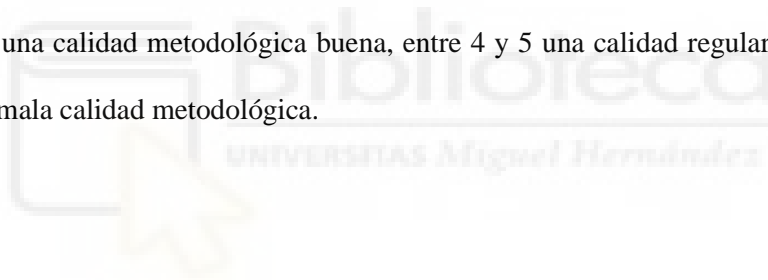 una calidad metodológica buena, entre 4 y 5 una calidad regular
mala calidad metodológica.
Biblioteca
UNIVERSITAS Miguel Hernández